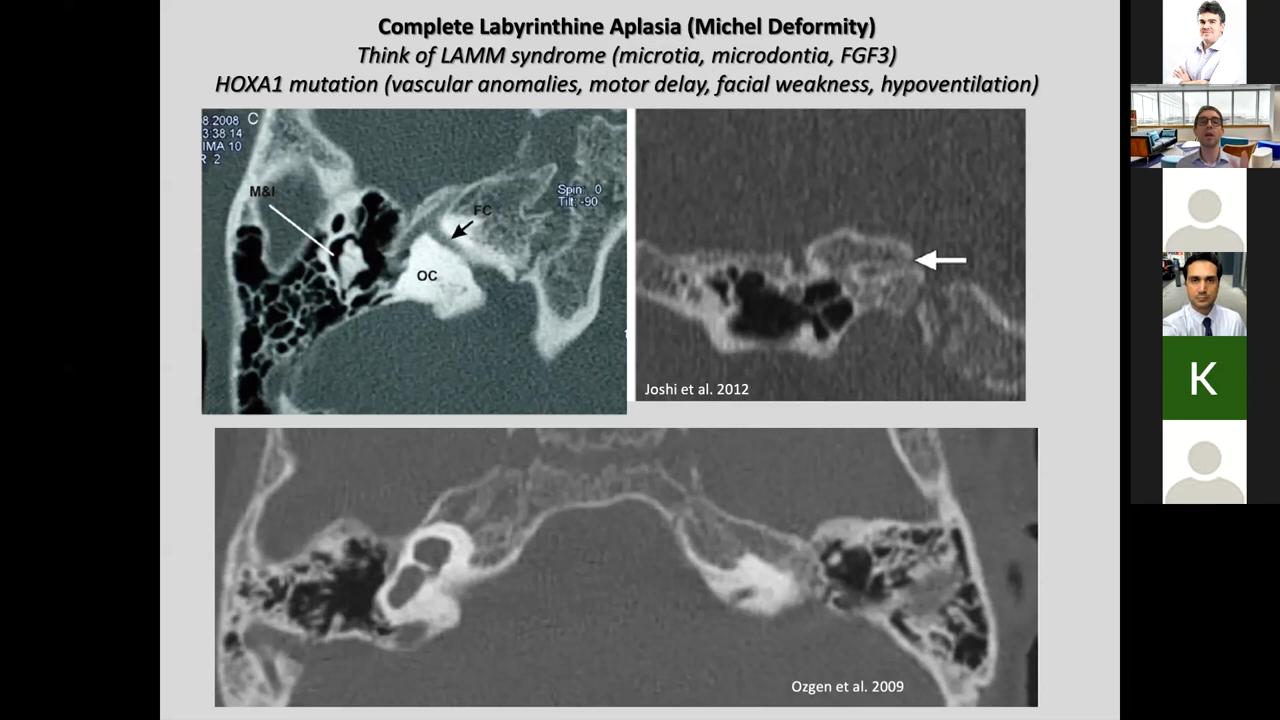 Complete Labyrinthine Aplasia (Michel Deformity)
Think of LAMM syndrome (microtia, microdontia, FGF3)
HOXA1 mutation (vascular anomalies, motor delay, facial weakness, hypoventilation)
8.2008 C
3:38 14
IMA 10
R 2
M&I
Spin: 0
Tilt: -90
FC
OC
Joshi et al. 2012
Ozgen et al. 2009
K